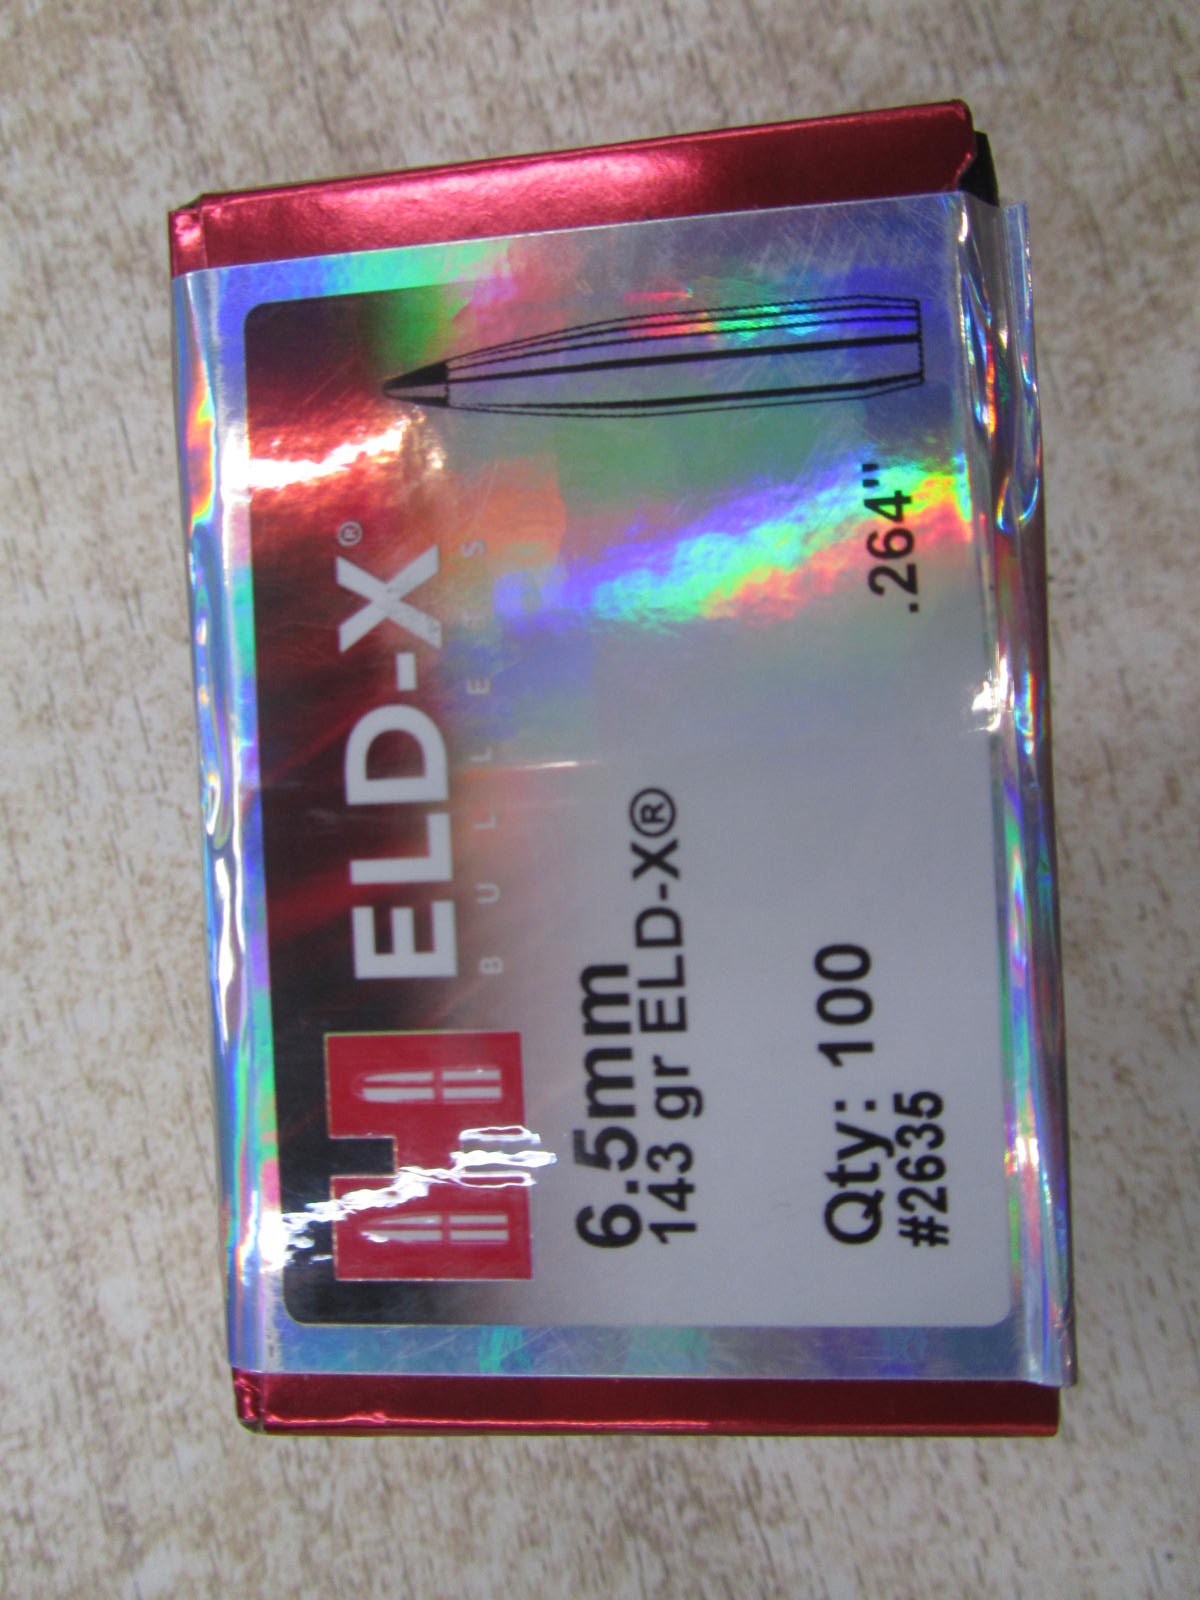 ELD-X®
BULLETS
6.5mm
143 gr ELD-X®
Qty: 100
#2635
.264"